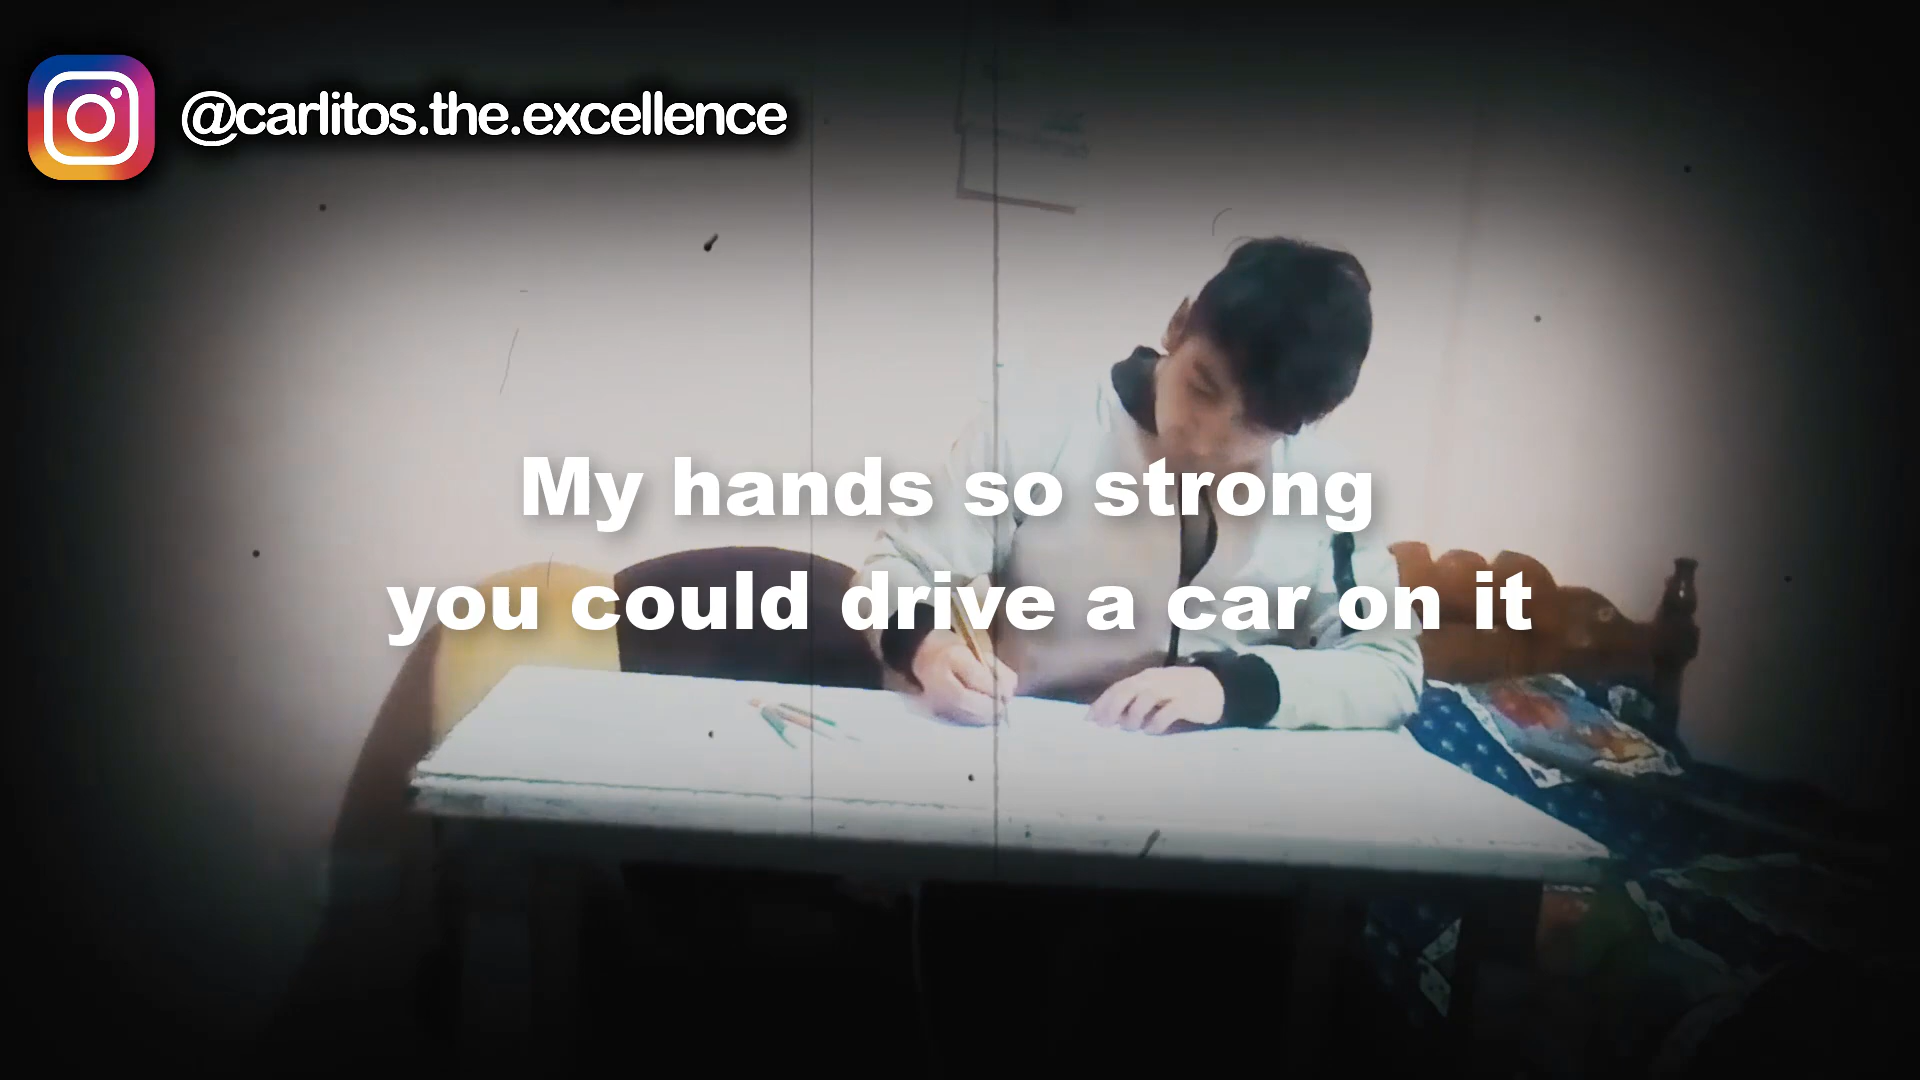 @carlitos.the.excellence
My hands so strong
you could drive a car on it